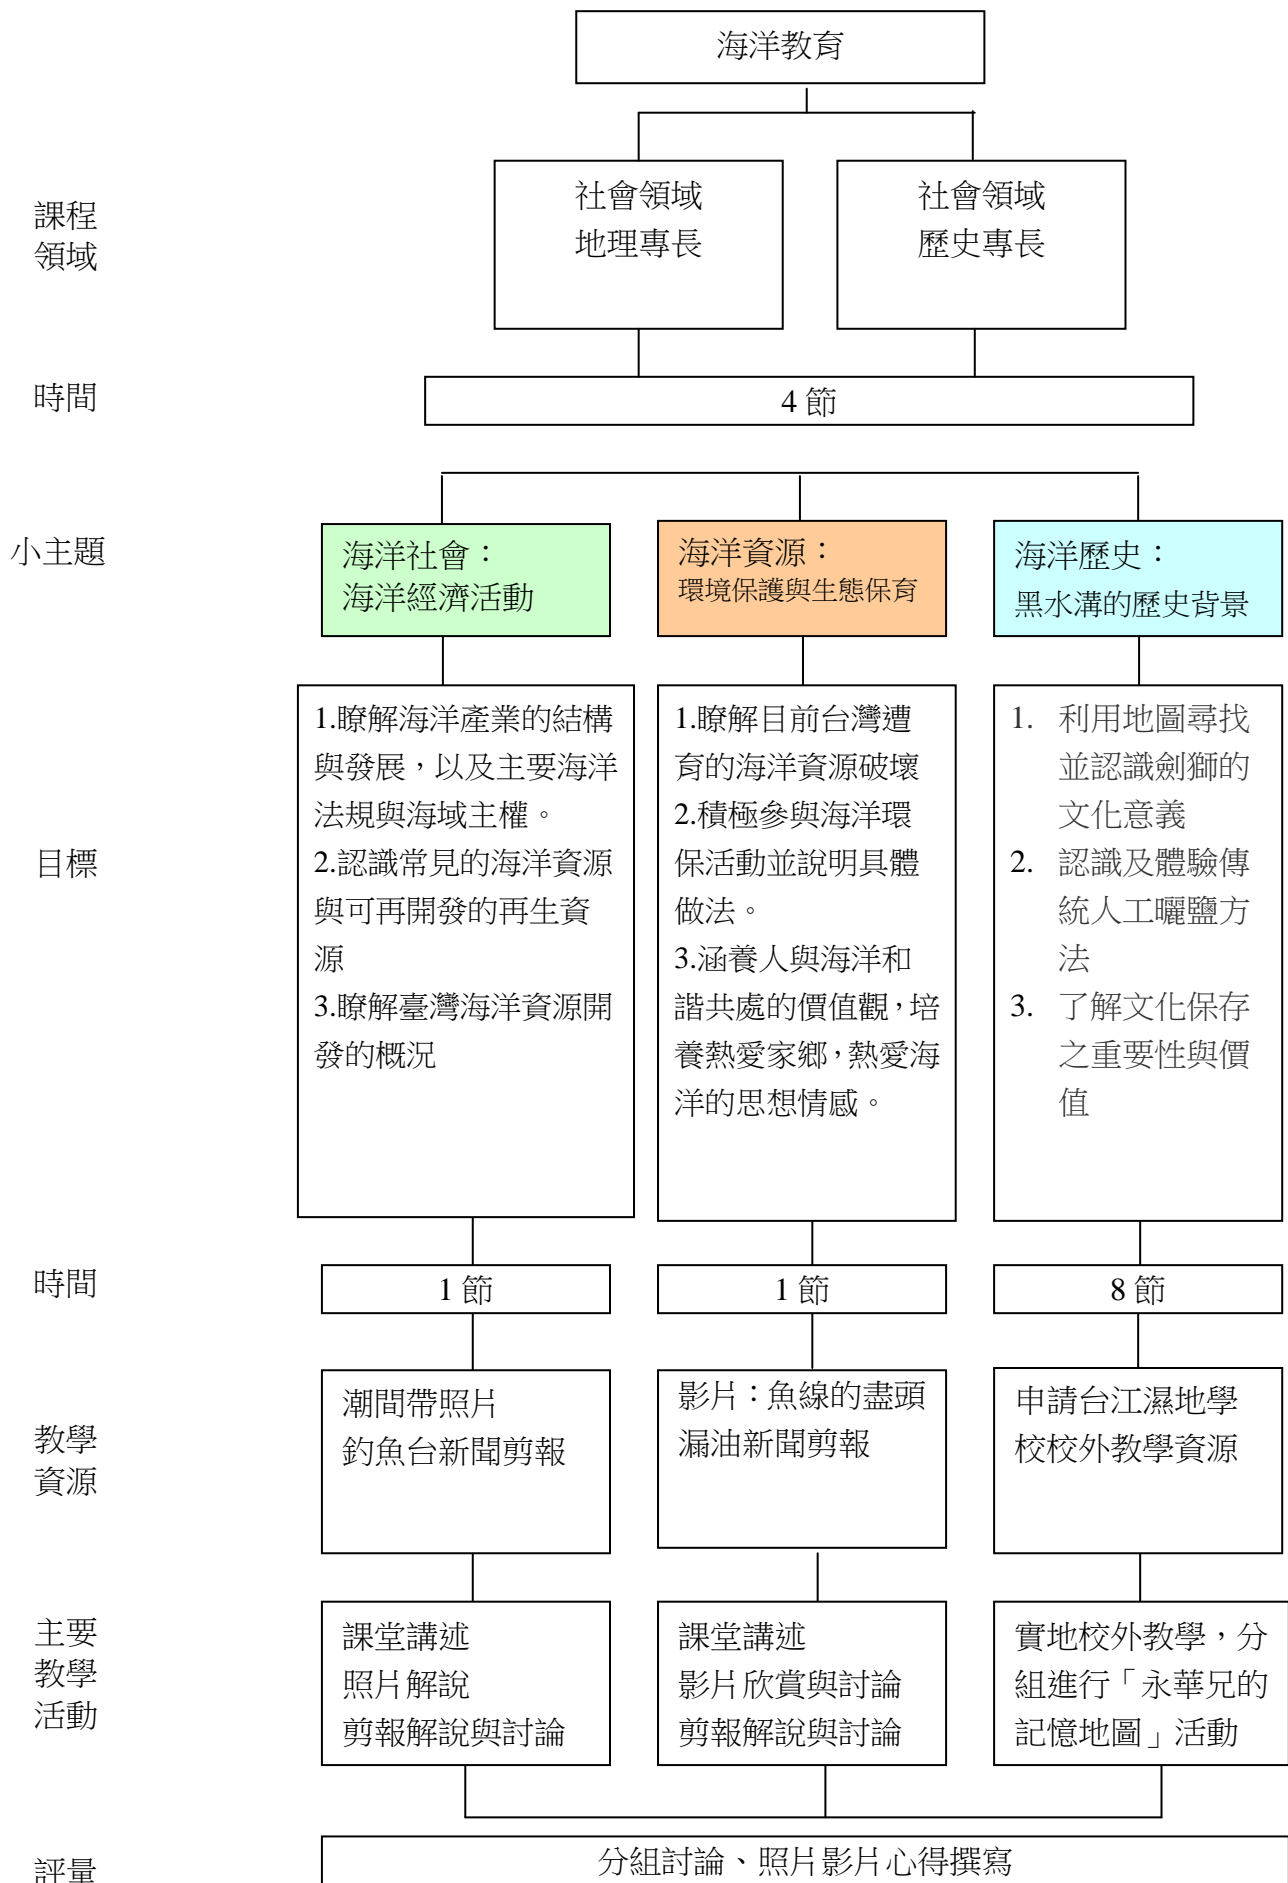 海洋教育
課程
領域
社會領域
地理專長
社會領域
歷史專長
時間
4 節
小主題
海洋社會：
海洋經濟活動
海洋資源：
環境保護與生態保育
海洋歷史：
黑水溝的歷史背景
目標
1.瞭解海洋產業的結構
與發展，以及主要海洋
法規與海域主權。
2.認識常見的海洋資源
與可再開發的再生資
源
3.瞭解臺灣海洋資源開
發的概況
1.瞭解目前台灣遭
育的海洋資源破壞
2.積極參與海洋環
保活動並說明具體
做法。
3.涵養人與海洋和
諧共處的價值觀，培
養熱愛家鄉，熱愛海
洋的思想情感。
1. 利用地圖尋找
並認識劍獅的
文化意義
2. 認識及體驗傳
統人工曬鹽方
法
3. 了解文化保存
之重要性與價
值
時間
1 節
1 節
8 節
教學
資源
潮間帶照片
釣魚台新聞剪報
影片：魚線的盡頭
漏油新聞剪報
申請台江濕地學
校校外教學資源
主要
教學
活動
課堂講述
照片解說
剪報解說與討論
課堂講述
影片欣賞與討論
剪報解說與討論
實地校外教學，分
組進行「永華兄的
記憶地圖」活動
評量
分組討論、照片影片心得撰寫